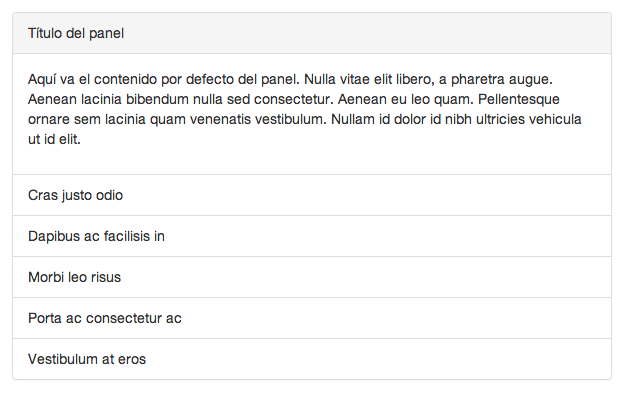 Título del panel
Aquí va el contenido por defecto del panel. Nulla vitae elit libero, a pharetra augue.
Aenean lacinia bibendum nulla sed consectetur. Aenean eu leo quam. Pellentesque
ornare sem lacinia quam venenatis vestibulum. Nullam id dolor id nibh ultricies vehicula
ut id elit.
Cras justo odio
Dapibus ac facilisis in
Morbi leo risus
Porta ac consectetur ac
Vestibulum at eros